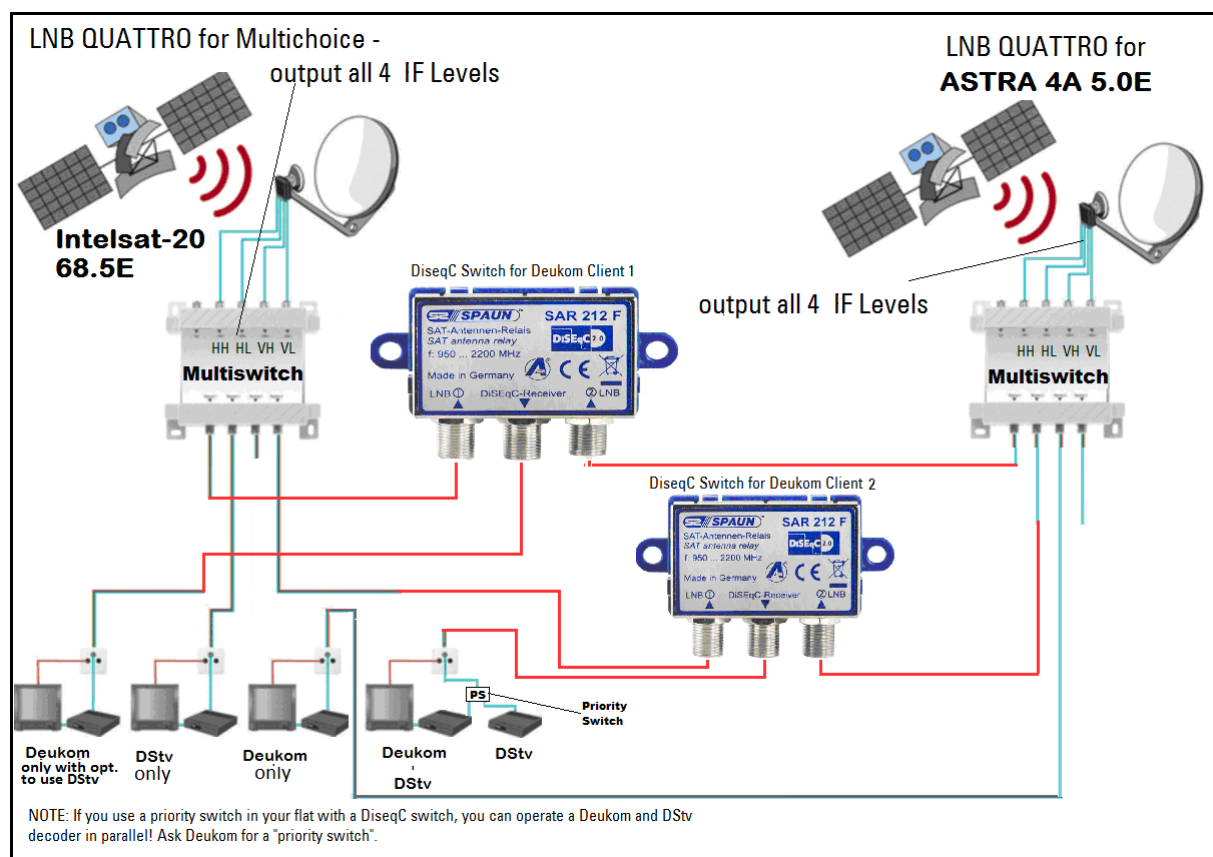 LNB QUATTRO for Multichoice -
output all 4 IF Levels
LNB QUATTRO for
ASTRA 4A 5.0E
Intelsat-20
68.5E
output all 4 IF Levels
HH HL VH VL
Multiswitch
HH HL VH VL
Multiswitch
DiseqC Switch for Deukom Client 1
SPAUN SAR 212 F
SAT-Antennen-Relais
SAT antenna relay
f: 950 ... 2200 MHz
DiSEqC 2.0
Made in Germany
CE
LNB ① DiSEqC-Receiver ② LNB
DiseqC Switch for Deukom Client 2
SPAUN SAR 212 F
SAT-Antennen-Relais
SAT antenna relay
f: 950 ... 2200 MHz
DiSEqC 2.0
Made in Germany
CE
LNB ① DiSEqC-Receiver ② LNB
PS
Priority
Switch
Deukom
only with opt.
to use DStv
DStv
only
Deukom
only
Deukom
DStv
DStv
NOTE: If you use a priority switch in your flat with a DiseqC switch, you can operate a Deukom and DStv
decoder in parallel! Ask Deukom for a "priority switch".